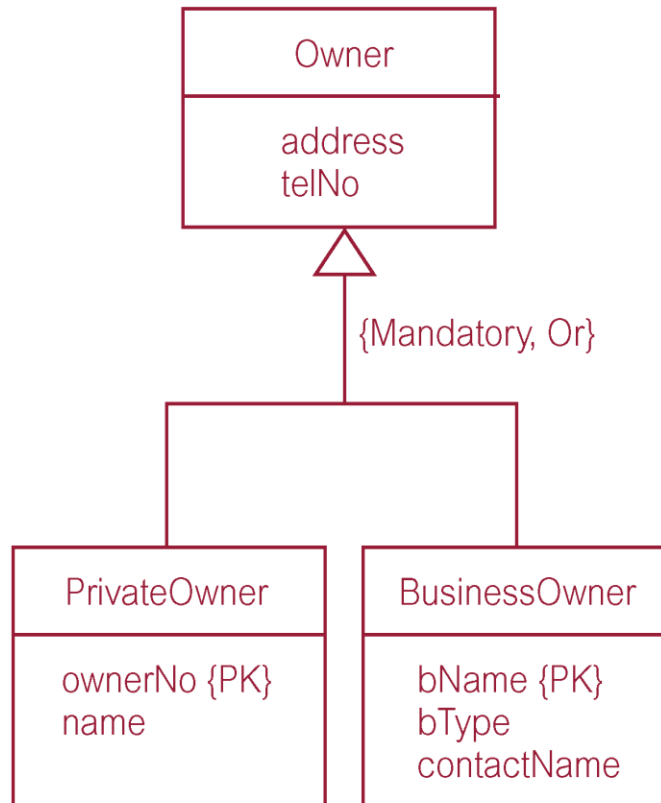 Owner
address
telNo
{Mandatory, Or}
PrivateOwner
ownerNo {PK}
name
BusinessOwner
bName {PK}
bType
contactName